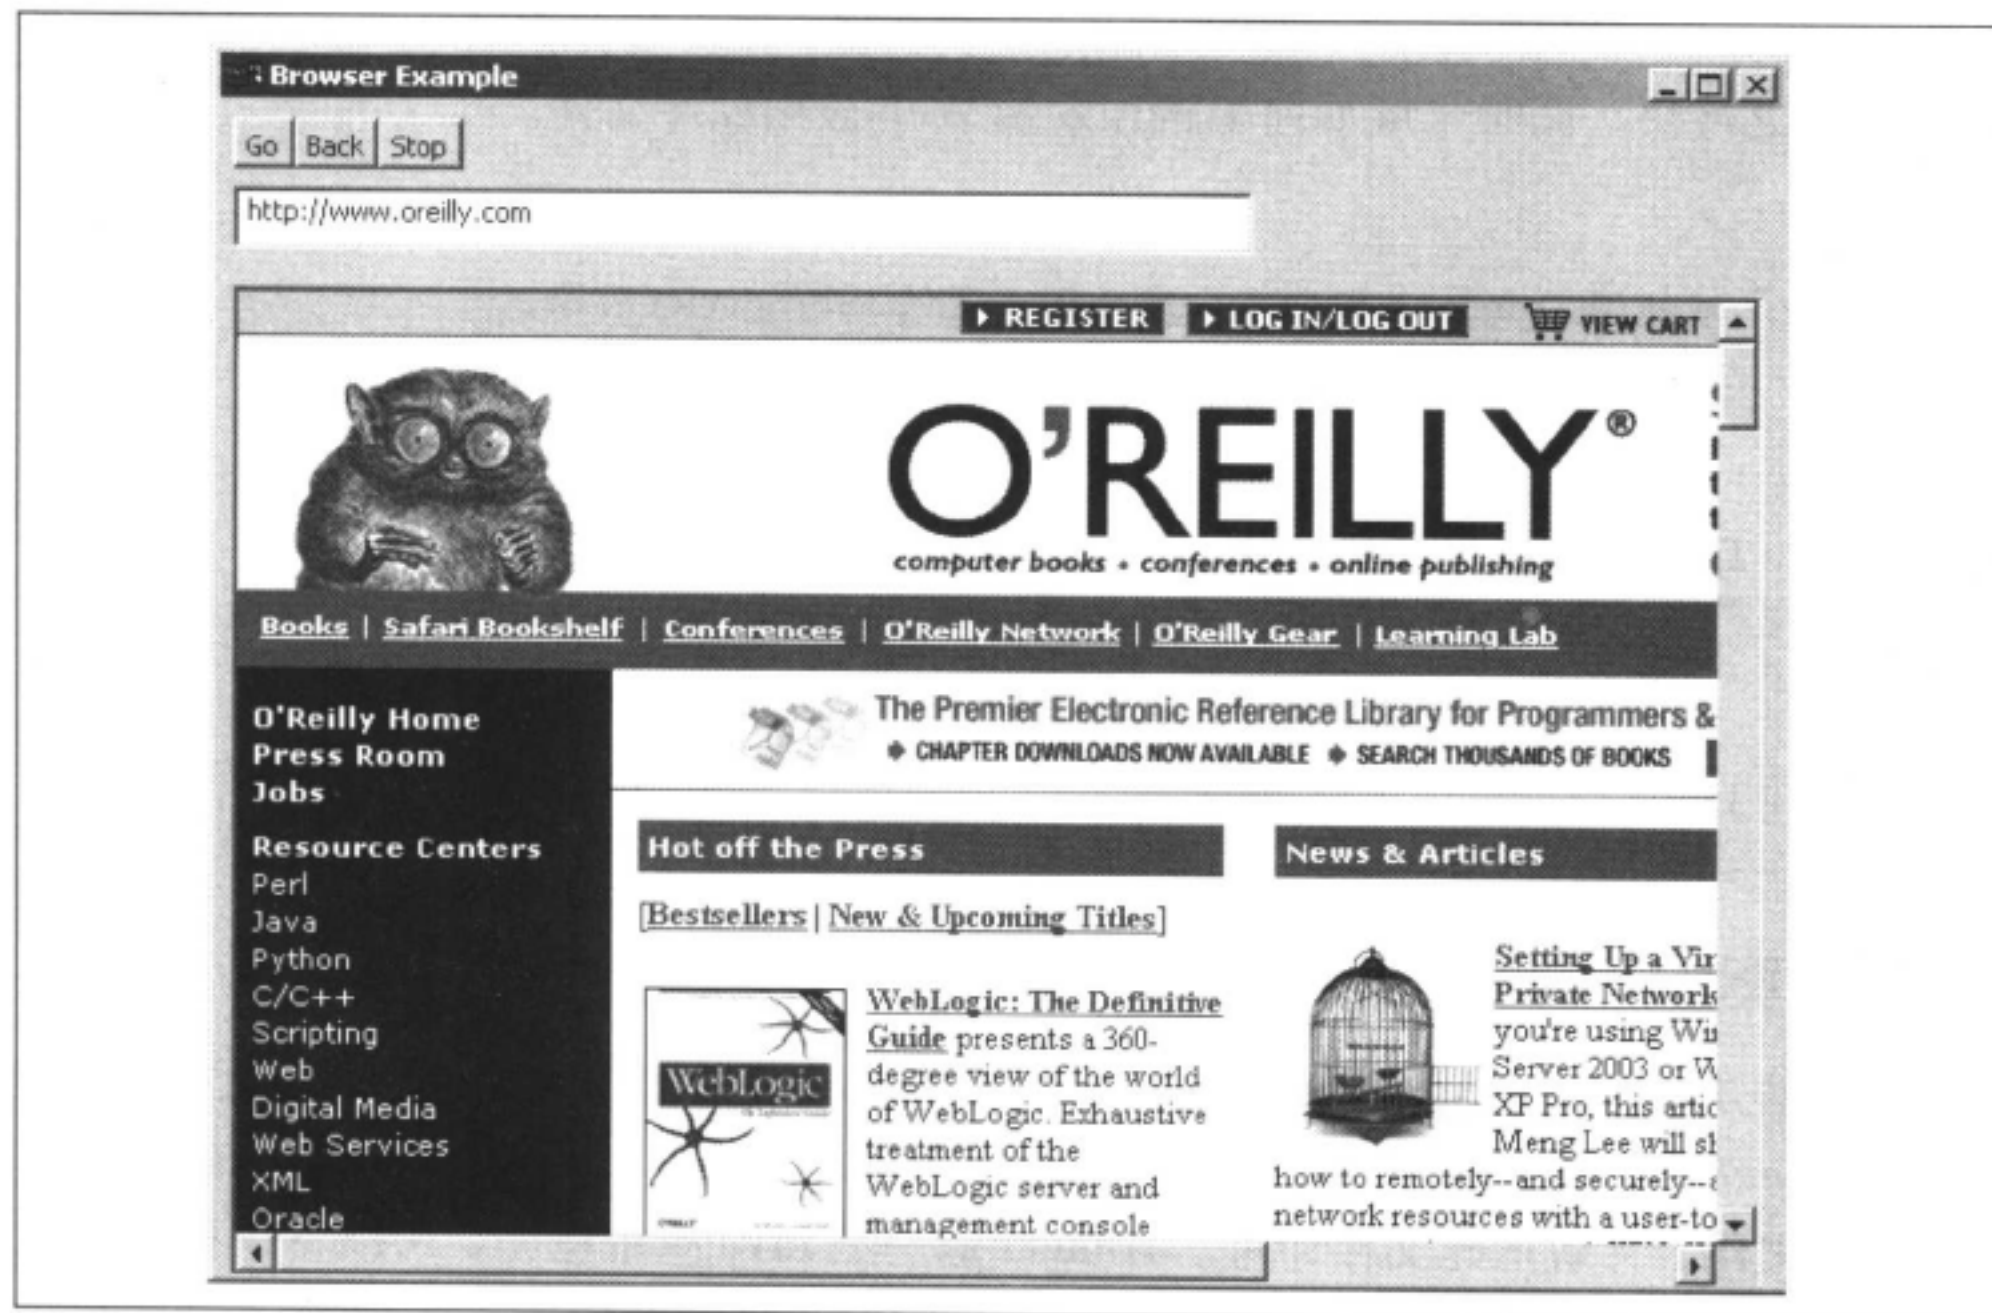 Browser Example
Go Back Stop
http://www.oreilly.com
REGISTER LOG IN/LOG OUT VIEW CART
O'REILLY®
computer books • conferences • online publishing
Books | Safari Bookshelf | Conferences | O'Reilly Network | O'Reilly Gear | Learning Lab
O'Reilly Home
Press Room
Jobs
Resource Centers
Perl
Java
Python
C/C++
Scripting
Web
Digital Media
Web Services
XML
Oracle
The Premier Electronic Reference Library for Programmers &
CHAPTER DOWNLOADS NOW AVAILABLE SEARCH THOUSANDS OF BOOKS
Hot off the Press
[Bestsellers | New & Upcoming Titles]
WebLogic
O'REILLY
WebLogic: The Definitive
Guide presents a 360-
degree view of the world
of WebLogic. Exhaustive
treatment of the
WebLogic server and
management console
News & Articles
Setting Up a Vir
Private Network
you're using Win
Server 2003 or W
XP Pro, this artic
Meng Lee will sh
how to remotely--and securely--a
network resources with a user-to